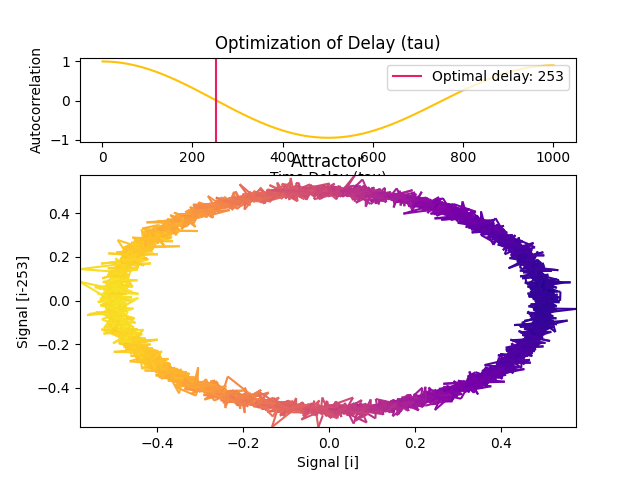 Optimization of Delay (tau)
Autocorrelation
1
0
−1
Optimal delay: 253
0 200 400 600 800 1000
Time Delay (tau)
Attractor
Signal [i-253]
0.4
0.2
0.0
−0.2
−0.4
−0.4 −0.2 0.0 0.2 0.4
Signal [i]